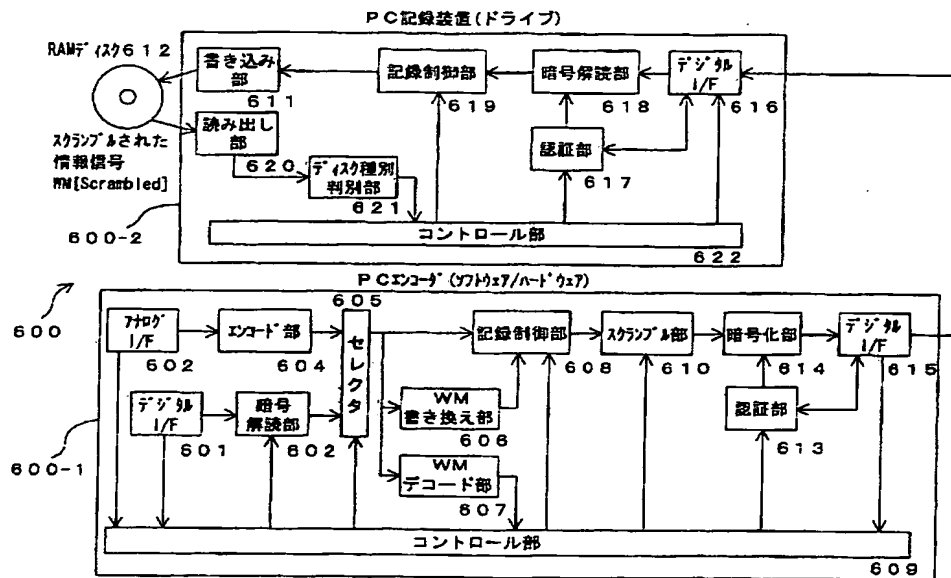 PC記録装置(ドライブ)
RAMディスク612
書き込み部
611
記録制御部
619
暗号解読部
618
デジタル
I/F
616
読み出し部
620
スクランブルされた
情報信号
WM[Scrambled]
ディスク種別
判別部
621
認証部
617
600-2
コントロール部
622
PCエンコーダ(ソフトウェア/ハードウェア)
600
アナログ
I/F
602
エンコード部
604
605
セレクタ
記録制御部
608
スクランブル部
610
暗号化部
614
デジタル
I/F
615
デジタル
I/F
601
暗号
解読部
602
WM
書き換え部
606
認証部
613
600-1
WM
デコード部
607
コントロール部
609